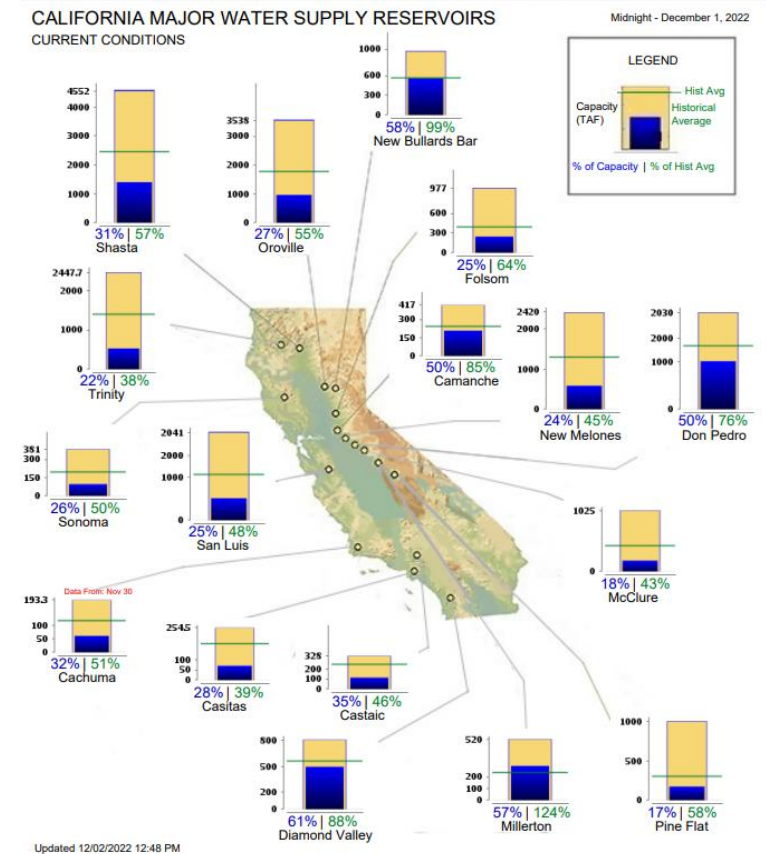 CALIFORNIA MAJOR WATER SUPPLY RESERVOIRS
Midnight - December 1, 2022
CURRENT CONDITIONS
LEGEND
Hist Avg
Capacity
(TAF)
Historical
Average
% of Capacity | % of Hist Avg
1000
600
300
0
58% | 99%
New Bullards Bar
4552
4000
3000
2000
1000
0
31% | 57%
Shasta
3538
3000
2000
1000
0
27% | 55%
Oroville
977
600
300
0
25% | 64%
Folsom
2447.7
2000
1000
0
22% | 38%
Trinity
417
300
150
0
50% | 85%
Camanche
2420
2000
1000
0
24% | 45%
New Melones
2030
2000
1000
0
50% | 76%
Don Pedro
381
300
150
0
26% | 50%
Sonoma
2041
2000
1000
0
25% | 48%
San Luis
1025
0
18% | 43%
McClure
Data From: Nov 30
193.3
100
50
0
32% | 51%
Cachuma
254.5
100
50
0
28% | 39%
Casitas
325
200
100
0
35% | 46%
Castaic
800
500
200
0
61% | 88%
Diamond Valley
520
200
100
0
57% | 124%
Millerton
1000
500
0
17% | 58%
Pine Flat
Updated 12/02/2022 12:48 PM